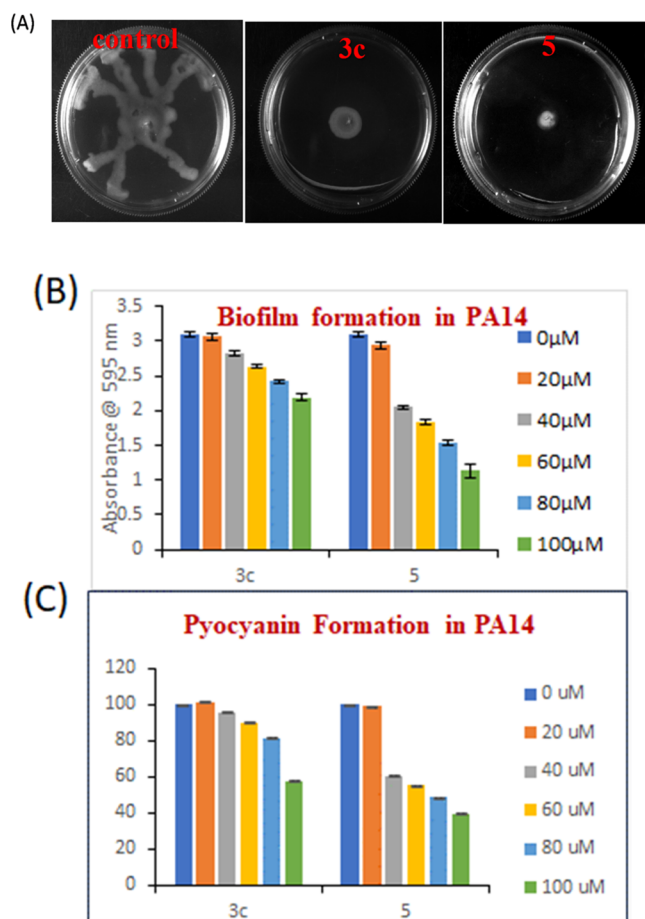 (A)
control
3c
5
(B)
Biofilm formation in PA14
Absorbance @ 595 nm
3.5
3
2.5
2
1.5
1
0.5
0
3c
5
0µM
20µM
40µM
60µM
80µM
100µM
(C)
Pyocyanin Formation in PA14
120
100
80
60
40
20
0
3c
5
0 uM
20 uM
40 uM
60 uM
80 uM
100 uM